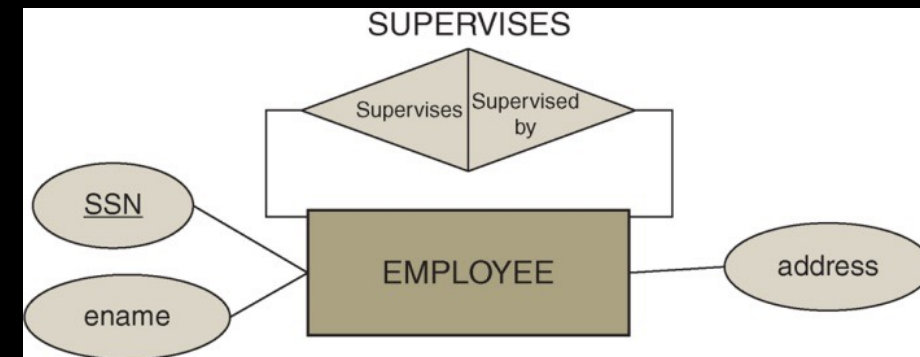 SUPERVISES
Supervises
Supervised
by
SSN
ename
EMPLOYEE
address